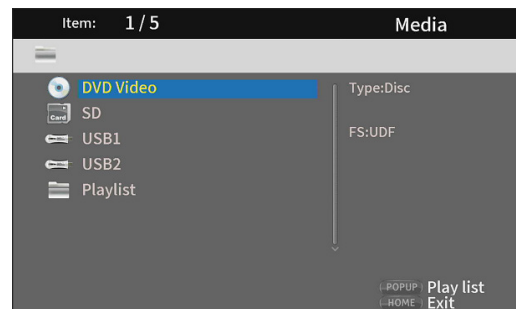 Item: 1/5 Media
DVD Video Type:Disc
Card SD
FS:UDF
USB1
USB2
Playlist
POPUP Play list
HOME Exit